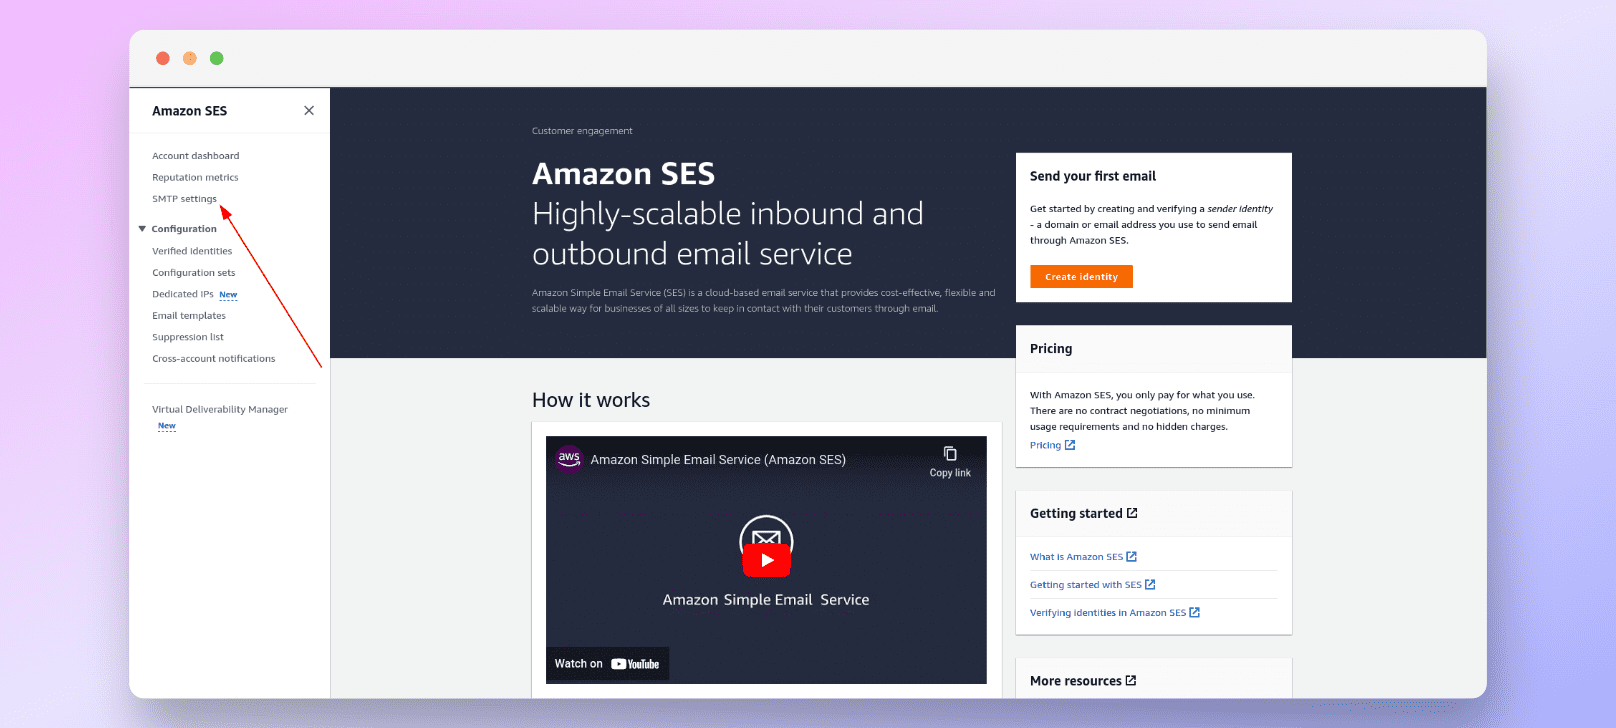 Amazon SES
Account dashboard
Reputation metrics
SMTP settings
Configuration
Verified identities
Configuration sets
Dedicated IPs New
Email templates
Suppression list
Cross-account notifications
Virtual Deliverability Manager
New
Customer engagement
Amazon SES
Highly-scalable inbound and
outbound email service
Amazon Simple Email Service (SES) is a cloud-based email service that provides cost-effective, flexible and
scalable way for businesses of all sizes to keep in contact with their customers through email.
Send your first email
Get started by creating and verifying a sender identity
- a domain or email address you use to send email
through Amazon SES.
Create identity
Pricing
With Amazon SES, you only pay for what you use.
There are no contract negotiations, no minimum
usage requirements and no hidden charges.
Pricing
How it works
aws Amazon Simple Email Service (Amazon SES)
Copy link
Amazon Simple Email Service
Watch on YouTube
Getting started
What is Amazon SES
Getting started with SES
Verifying identities in Amazon SES
More resources